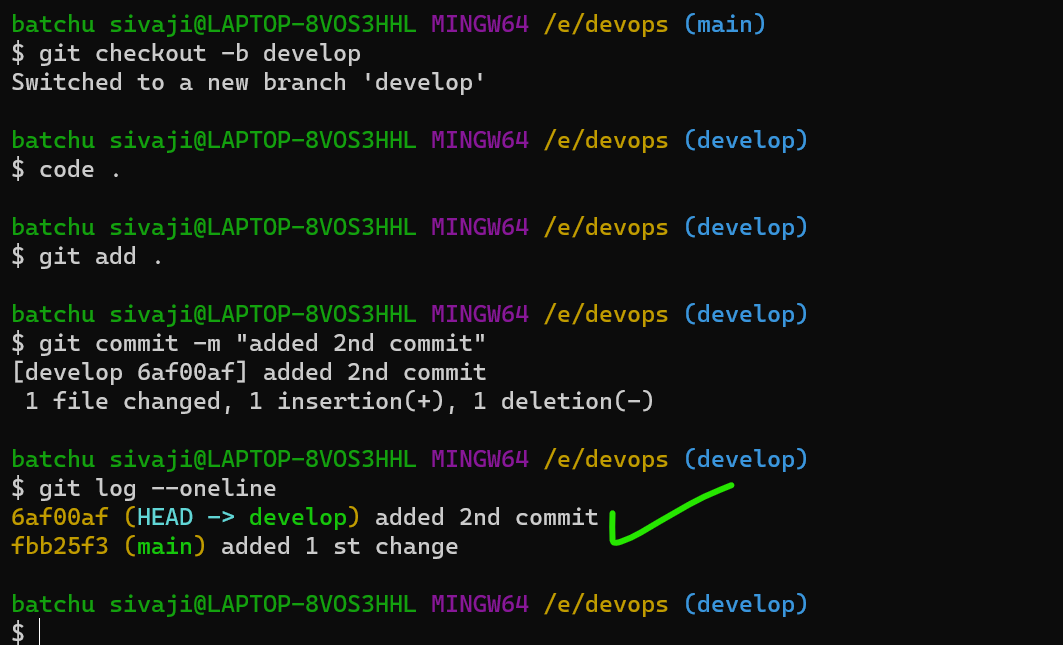 batchu sivaji@LAPTOP-8VOS3HHL MINGW64 /e/devops (main)
$ git checkout -b develop
Switched to a new branch 'develop'
batchu sivaji@LAPTOP-8VOS3HHL MINGW64 /e/devops (develop)
$ code .
batchu sivaji@LAPTOP-8VOS3HHL MINGW64 /e/devops (develop)
$ git add .
batchu sivaji@LAPTOP-8VOS3HHL MINGW64 /e/devops (develop)
$ git commit -m "added 2nd commit"
[develop 6af00af] added 2nd commit
 1 file changed, 1 insertion(+), 1 deletion(-)
batchu sivaji@LAPTOP-8VOS3HHL MINGW64 /e/devops (develop)
$ git log --oneline
6af00af (HEAD -> develop) added 2nd commit
fbb25f3 (main) added 1 st change
batchu sivaji@LAPTOP-8VOS3HHL MINGW64 /e/devops (develop)
$